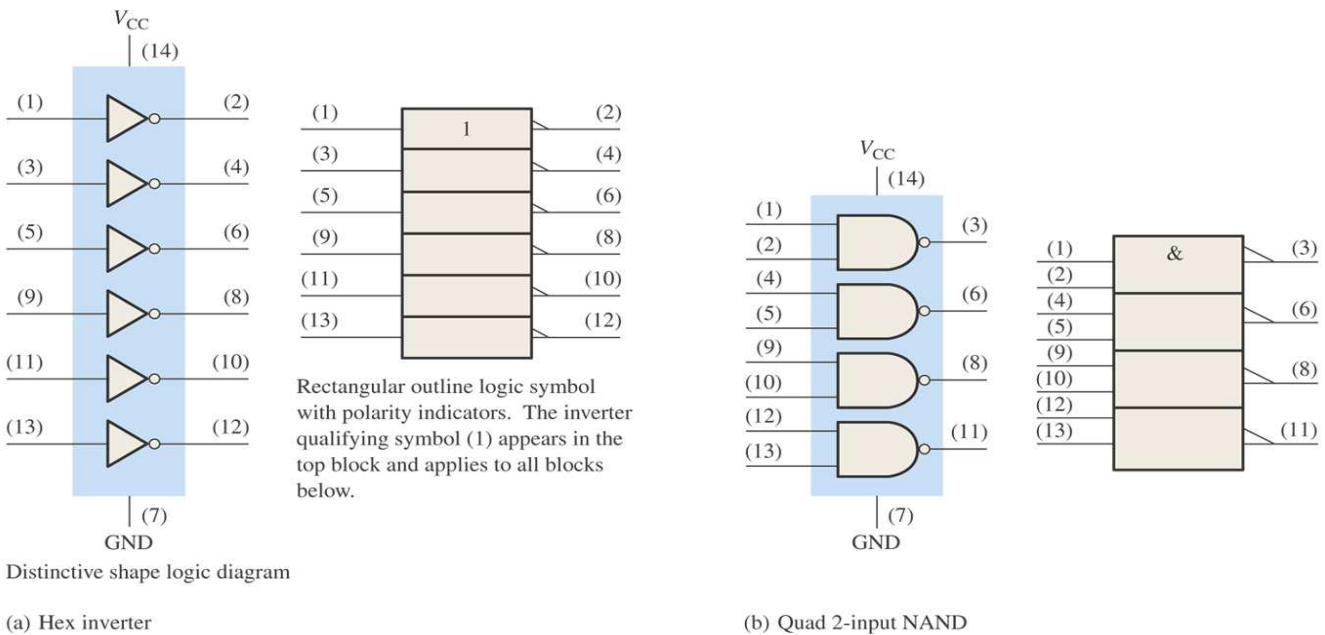 V_CC
(14)
(1) (2)
(3) (4)
(5) (6)
(9) (8)
(11) (10)
(13) (12)
(7)
GND
Distinctive shape logic diagram
(1) 1 (2)
(3) (4)
(5) (6)
(9) (8)
(11) (10)
(13) (12)
Rectangular outline logic symbol
with polarity indicators. The inverter
qualifying symbol (1) appears in the
top block and applies to all blocks
below.
(a) Hex inverter
V_CC
(14)
(1)
(3)
(2)
(4)
(6)
(5)
(9)
(8)
(10)
(12)
(11)
(13)
(7)
GND
(1) & (3)
(2)
(4)
(6)
(5)
(9)
(8)
(10)
(12)
(13) (11)
(b) Quad 2-input NAND